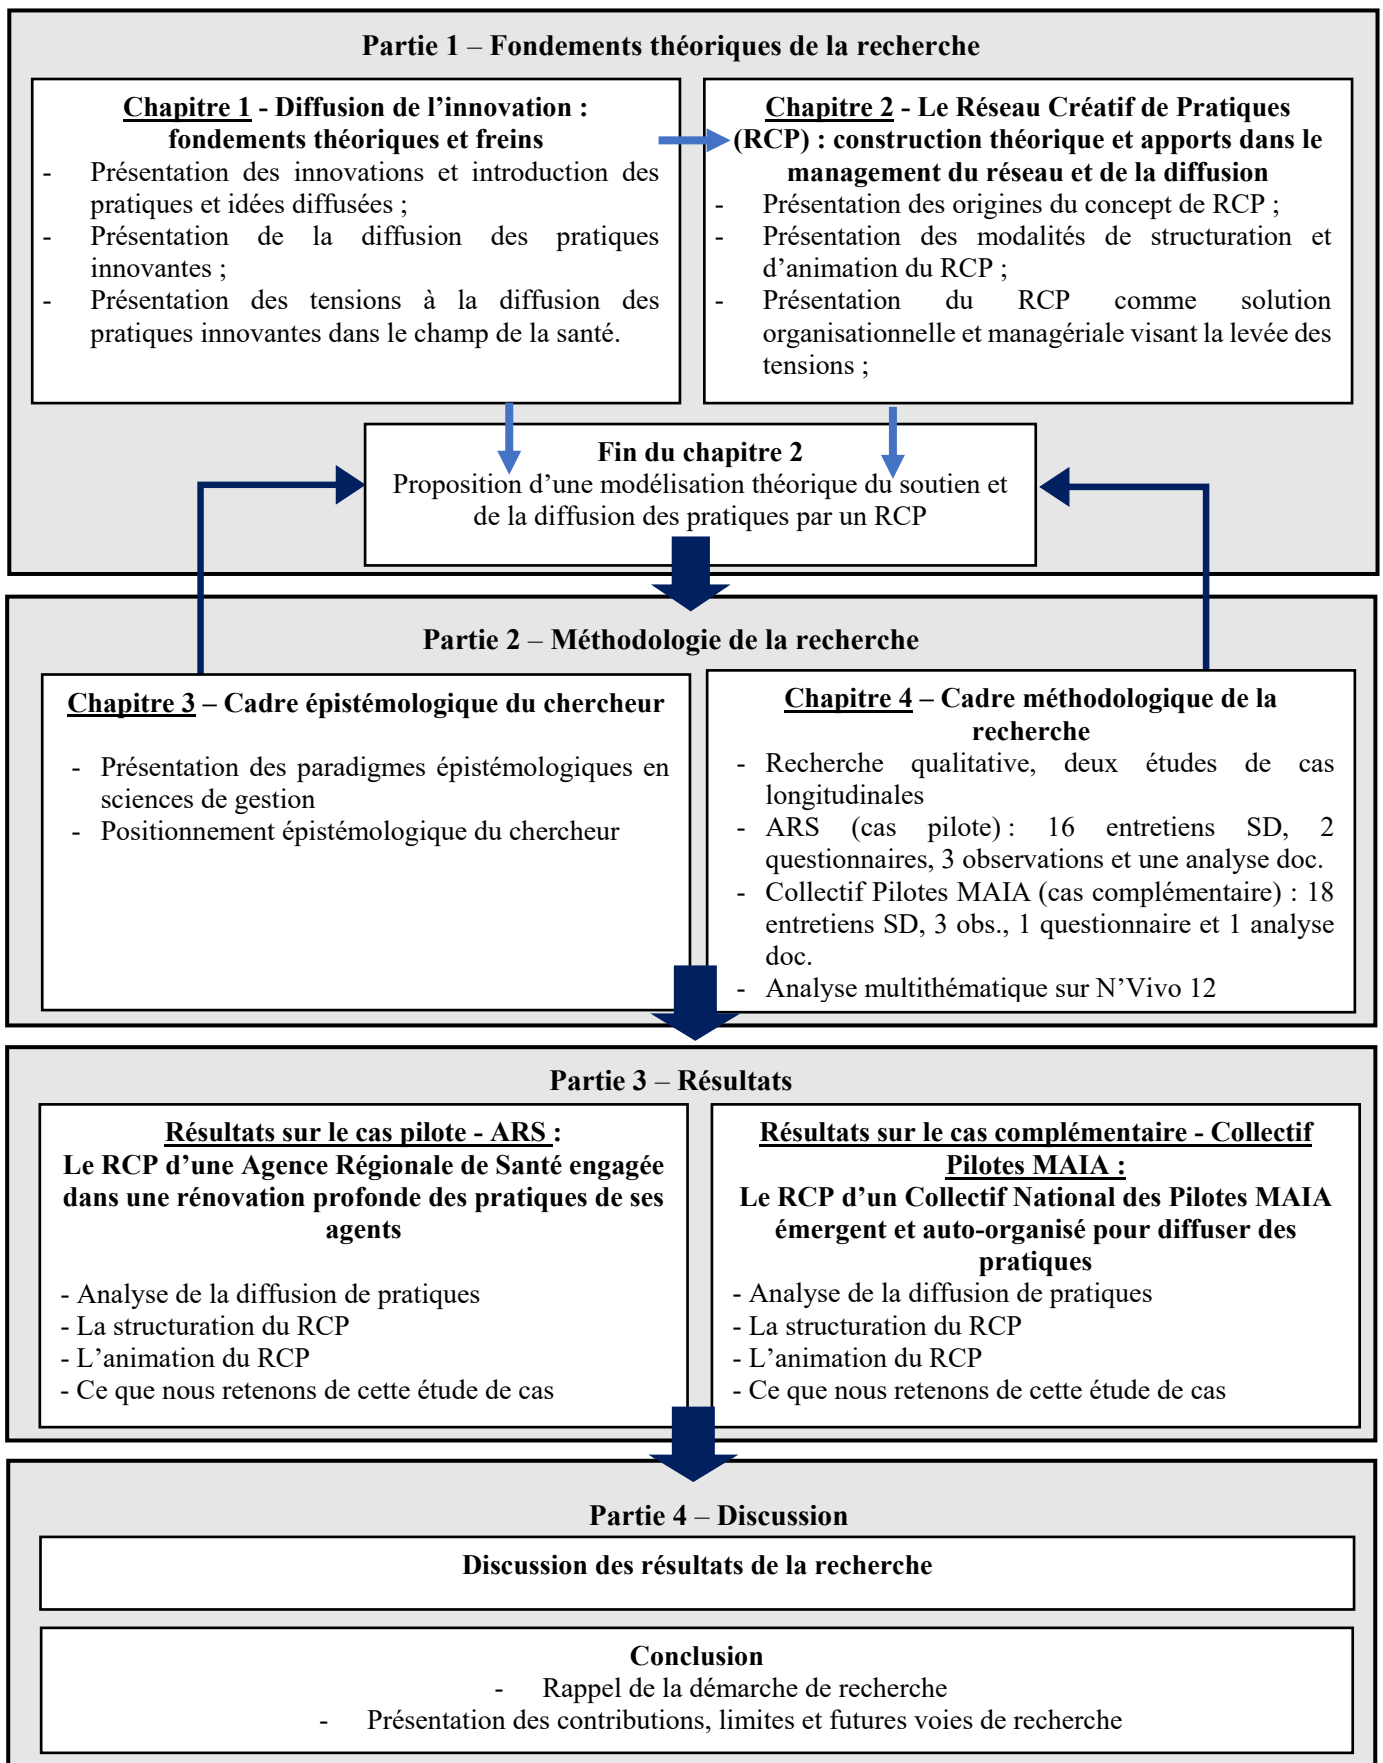 Partie 1 – Fondements théoriques de la recherche
Chapitre 1 - Diffusion de l’innovation :
fondements théoriques et freins
- Présentation des innovations et introduction des
pratiques et idées diffusées ;
- Présentation de la diffusion des pratiques
innovantes ;
- Présentation des tensions à la diffusion des
pratiques innovantes dans le champ de la santé.
Chapitre 2 - Le Réseau Créatif de Pratiques
(RCP) : construction théorique et apports dans le
management du réseau et de la diffusion
- Présentation des origines du concept de RCP ;
- Présentation des modalités de structuration et
d’animation du RCP ;
- Présentation du RCP comme solution
organisationnelle et managériale visant la levée des
tensions ;
Fin du chapitre 2
Proposition d’une modélisation théorique du soutien et
de la diffusion des pratiques par un RCP
Partie 2 – Méthodologie de la recherche
Chapitre 3 – Cadre épistémologique du chercheur
- Présentation des paradigmes épistémologiques en
sciences de gestion
- Positionnement épistémologique du chercheur
Chapitre 4 – Cadre méthodologique de la
recherche
- Recherche qualitative, deux études de cas
longitudinales
- ARS (cas pilote) : 16 entretiens SD, 2
questionnaires, 3 observations et une analyse doc.
- Collectif Pilotes MAIA (cas complémentaire) : 18
entretiens SD, 3 obs., 1 questionnaire et 1 analyse
doc.
- Analyse multithématique sur N’Vivo 12
Partie 3 – Résultats
Résultats sur le cas pilote - ARS :
Le RCP d’une Agence Régionale de Santé engagée
dans une rénovation profonde des pratiques de ses
agents
- Analyse de la diffusion de pratiques
- La structuration du RCP
- L’animation du RCP
- Ce que nous retenons de cette étude de cas
Résultats sur le cas complémentaire - Collectif
Pilotes MAIA :
Le RCP d’un Collectif National des Pilotes MAIA
émergent et auto-organisé pour diffuser des
pratiques
- Analyse de la diffusion de pratiques
- La structuration du RCP
- L’animation du RCP
- Ce que nous retenons de cette étude de cas
Partie 4 – Discussion
Discussion des résultats de la recherche
Conclusion
- Rappel de la démarche de recherche
- Présentation des contributions, limites et futures voies de recherche